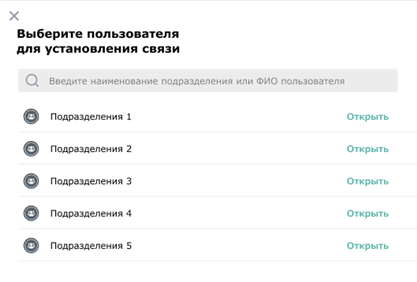 Выберите пользователя
для установления связи
Введите наименование подразделения или ФИО пользователя
Подразделения 1 Открыть
Подразделения 2 Открыть
Подразделения 3 Открыть
Подразделения 4 Открыть
Подразделения 5 Открыть